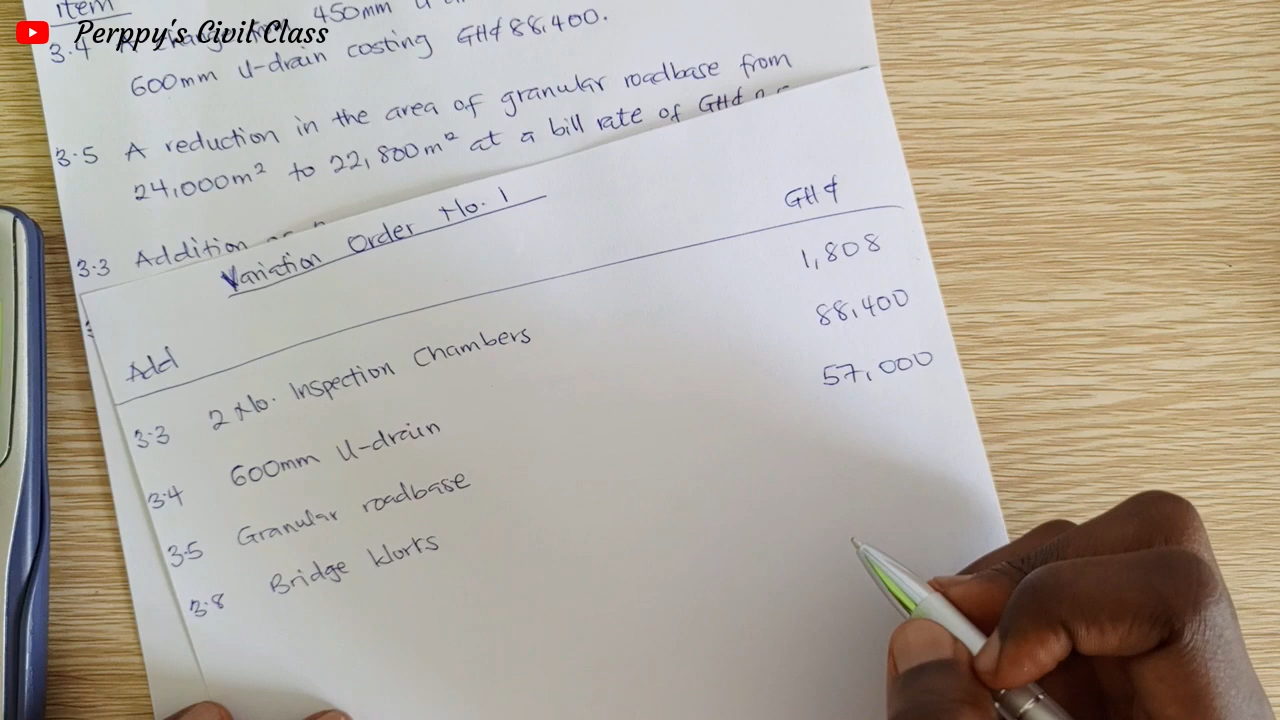 Perppy's Civil Class
item
3.4 450mm
600mm U-drain costing GH¢88,400.
3.5 A reduction in the area of granular roadbase from
24,000m² to 22,800m² at a bill rate of GH¢
3.3 Addition
Variation Order No. 1
GH¢
Add
3.3 2 No. Inspection Chambers 1,808
3.4 600mm U-drain 88,400
3.5 Granular roadbase 57,000
3.8 Bridge Works